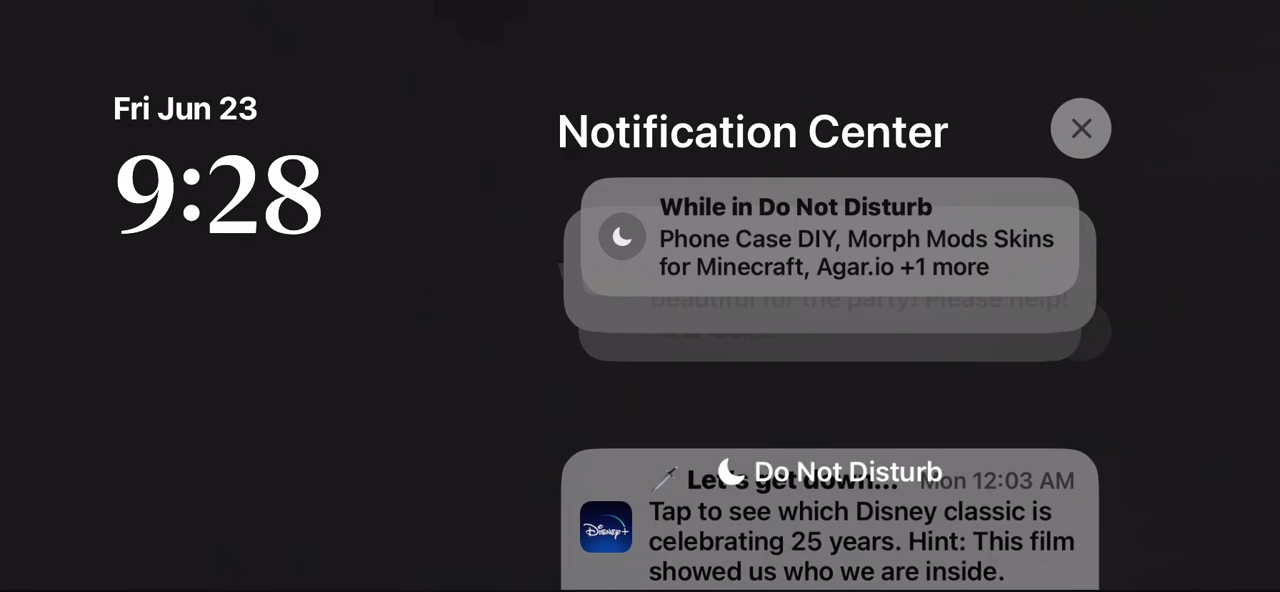 Fri Jun 23
9:28
Notification Center
While in Do Not Disturb
Phone Case DIY, Morph Mods Skins
for Minecraft, Agar.io +1 more
beautiful for the party! Please help!
Do Not Disturb
Let's get down... Mon 12:03 AM
Disney+
Tap to see which Disney classic is
celebrating 25 years. Hint: This film
showed us who we are inside.